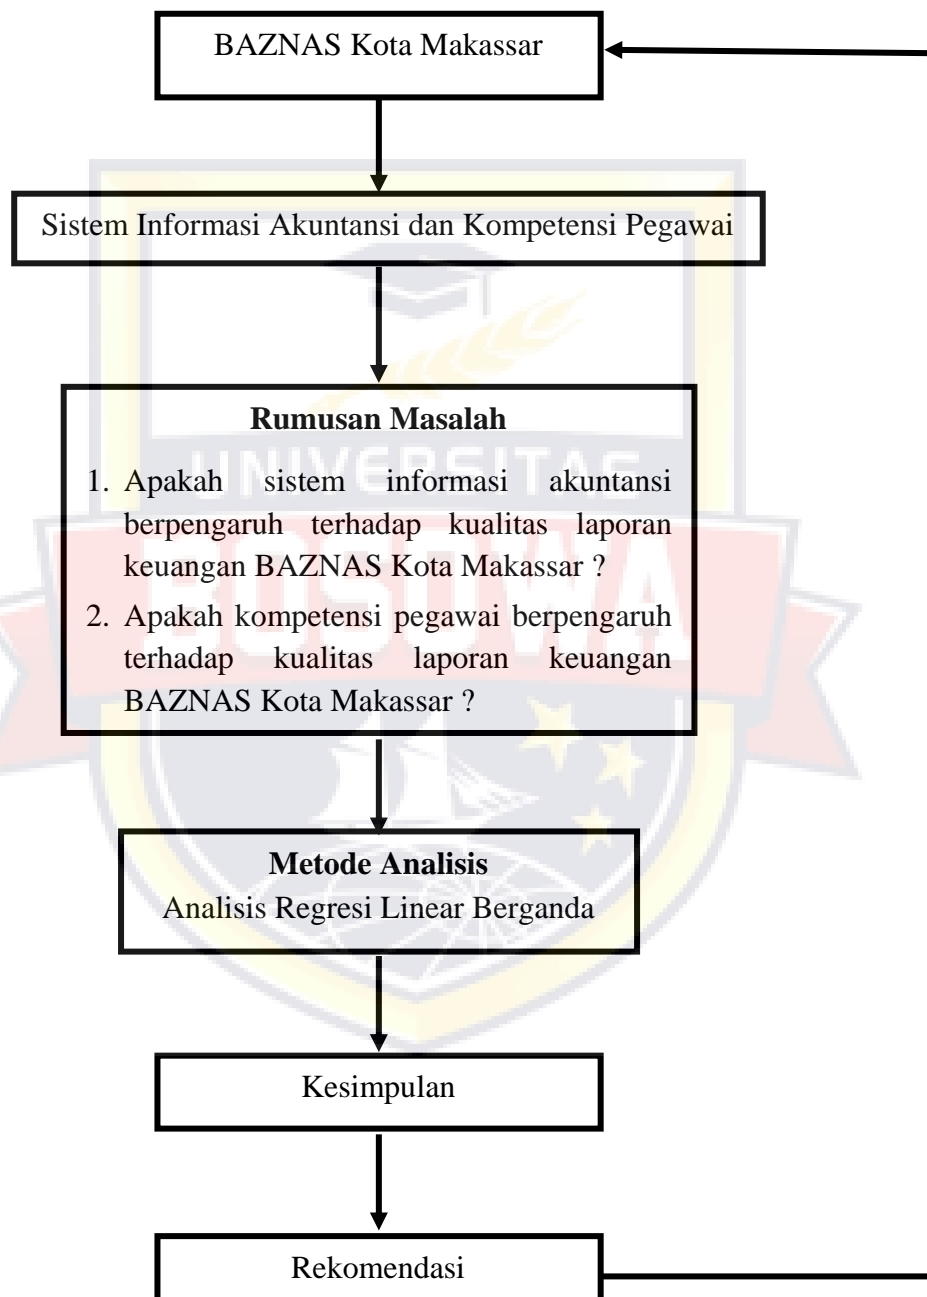 BAZNAS Kota Makassar
Sistem Informasi Akuntansi dan Kompetensi Pegawai
Rumusan Masalah
1. Apakah sistem informasi akuntansi
berpengaruh terhadap kualitas laporan
keuangan BAZNAS Kota Makassar ?
2. Apakah kompetensi pegawai berpengaruh
terhadap kualitas laporan keuangan
BAZNAS Kota Makassar ?
UNIVERSITAS
BOSOWA
Metode Analisis
Analisis Regresi Linear Berganda
Kesimpulan
Rekomendasi